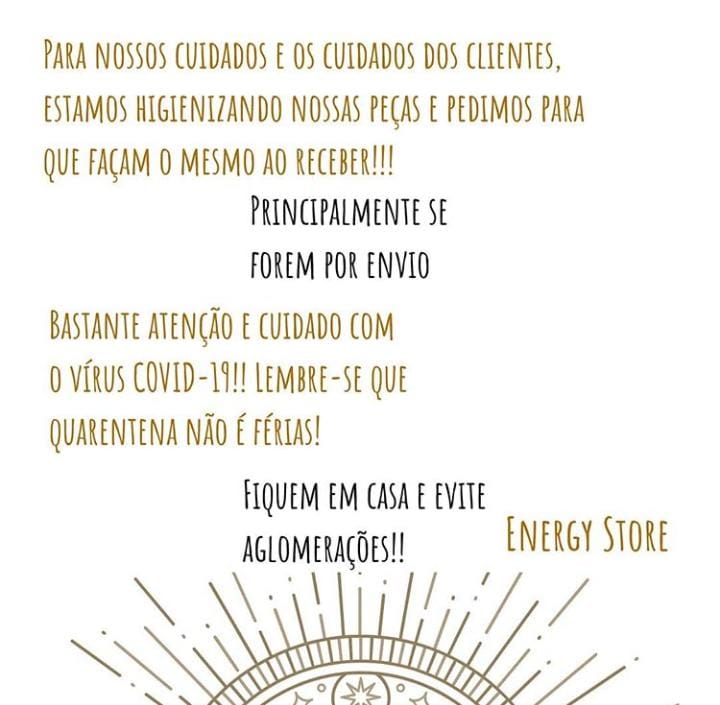 Para nossos cuidados e os cuidados dos clientes,
estamos higienizando nossas peças e pedimos para
que façam o mesmo ao receber!!!
Principalmente se
forem por envio
Bastante atenção e cuidado com
o vírus COVID-19!! Lembre-se que
quarentena não é férias!
Fiquem em casa e evite
aglomerações!!
Energy Store